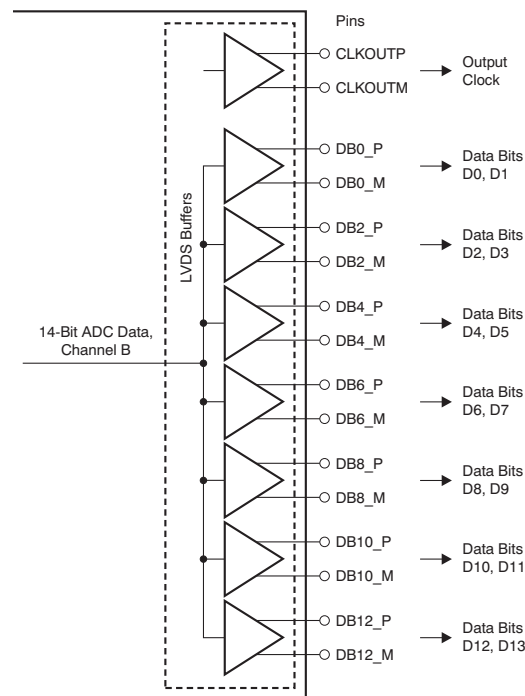 Pins
CLKOUTP
CLKOUTM
Output
Clock
DB0_P
DB0_M
Data Bits
D0, D1
LVDS Buffers
DB2_P
DB2_M
Data Bits
D2, D3
14-Bit ADC Data,
Channel B
DB4_P
DB4_M
Data Bits
D4, D5
DB6_P
DB6_M
Data Bits
D6, D7
DB8_P
DB8_M
Data Bits
D8, D9
DB10_P
DB10_M
Data Bits
D10, D11
DB12_P
DB12_M
Data Bits
D12, D13